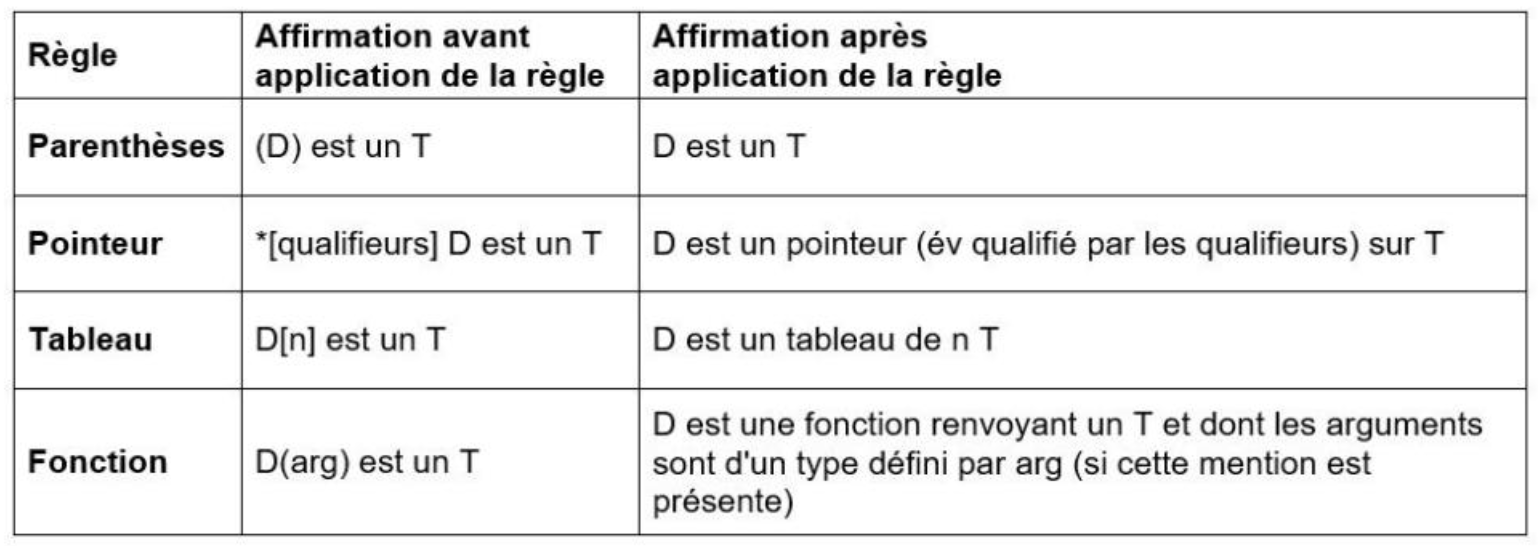 Règle
Affirmation avant
application de la règle
Affirmation après
application de la règle
Parenthèses
(D) est un T
D est un T
Pointeur
*[qualifieurs] D est un T
D est un pointeur (év qualifié par les qualifieurs) sur T
Tableau
D[n] est un T
D est un tableau de n T
Fonction
D(arg) est un T
D est une fonction renvoyant un T et dont les arguments
sont d'un type défini par arg (si cette mention est
présente)